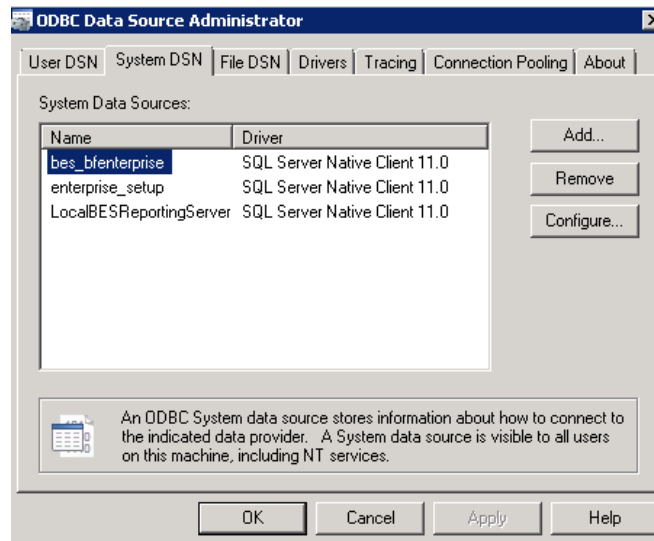 ODBC Data Source Administrator
User DSN System DSN File DSN Drivers Tracing Connection Pooling About
System Data Sources:
Name Driver
bes_bfenterprise SQL Server Native Client 11.0
enterprise_setup SQL Server Native Client 11.0
LocalBESReportingServer SQL Server Native Client 11.0
Add...
Remove
Configure...
An ODBC System data source stores information about how to connect to
the indicated data provider. A System data source is visible to all users
on this machine, including NT services.
OK Cancel Apply Help